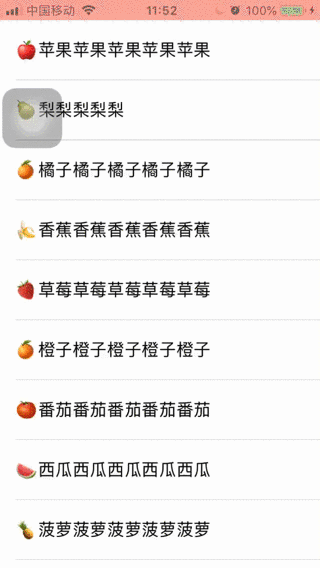 中国移动 11:52 100%
🍎苹果苹果苹果苹果苹果
🍐梨梨梨梨梨
🍊橘子橘子橘子橘子橘子
🍌香蕉香蕉香蕉香蕉香蕉
🍓草莓草莓草莓草莓草莓
🍊橙子橙子橙子橙子橙子
🍅番茄番茄番茄番茄番茄
🍉西瓜西瓜西瓜西瓜西瓜
🍍菠萝菠萝菠萝菠萝菠萝